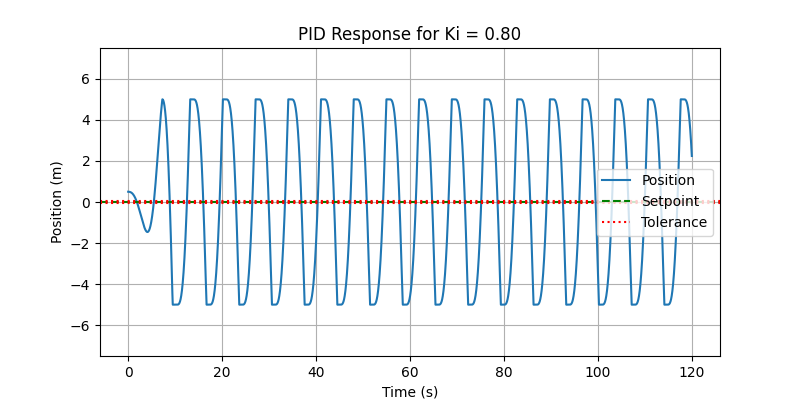 PID Response for Ki = 0.80
6
4
2
0
−2
−4
−6
Position (m)
Position
Setpoint
Tolerance
0 20 40 60 80 100 120
Time (s)